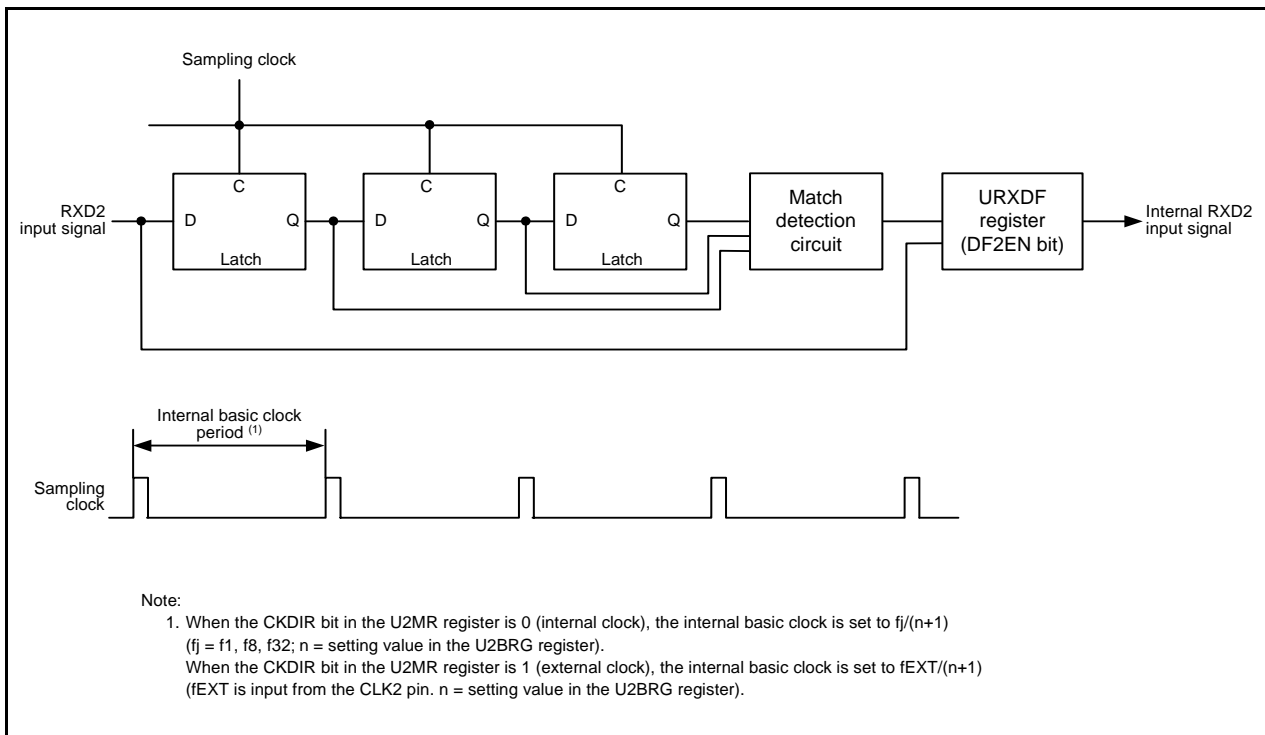 Sampling clock
C
C
C
RXD2
input signal
D
Q
D
Q
D
Q
Latch
Latch
Latch
Match
detection
circuit
URXDF
register
(DF2EN bit)
Internal RXD2
input signal
Internal basic clock
period (1)
Sampling
clock
Note:
1. When the CKDIR bit in the U2MR register is 0 (internal clock), the internal basic clock is set to fj/(n+1)
(fj = f1, f8, f32; n = setting value in the U2BRG register).
When the CKDIR bit in the U2MR register is 1 (external clock), the internal basic clock is set to fEXT/(n+1)
(fEXT is input from the CLK2 pin. n = setting value in the U2BRG register).